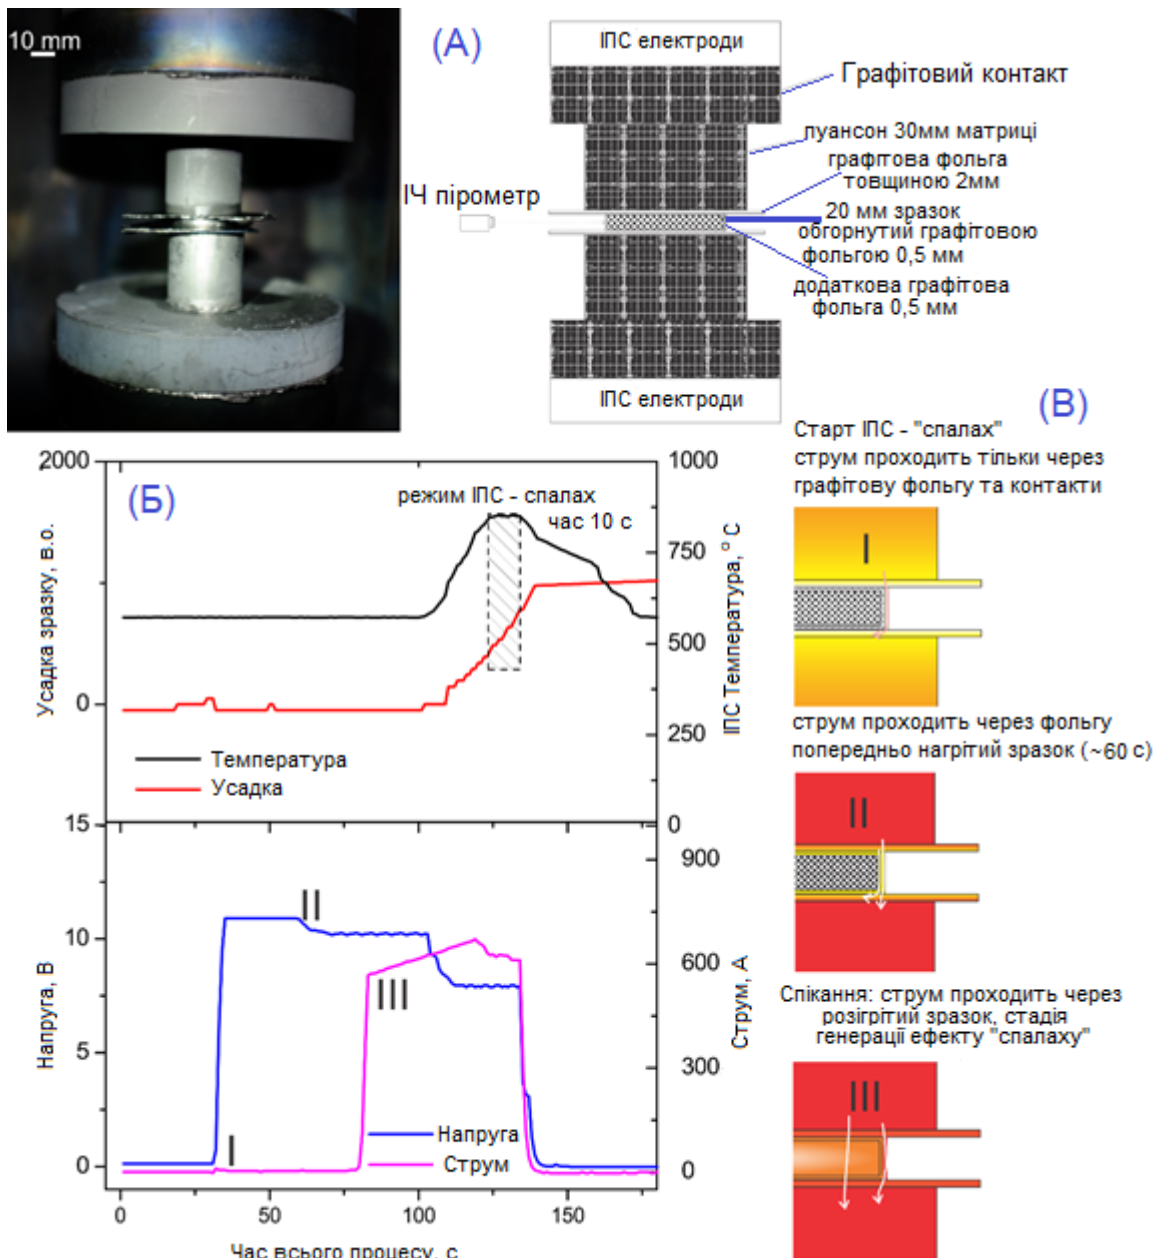 10 mm
(А)
ІПС електроди
Графітовий контакт
пуансон 30мм матриці
графітова фольга
товщиною 2мм
ІЧ пірометр
20 мм зразок
обгорнутий графітовою
фольгою 0,5 мм
додаткова графітова
фольга 0,5 мм
ІПС електроди
(В)
Старт ІПС - "спалах"
струм проходить тільки через
графітову фольгу та контакти
I
струм проходить через фольгу
попередньо нагрітий зразок (~60 с)
II
Спікання: струм проходить через
розігрітий зразок, стадія
генерації ефекту "спалаху"
III
(Б)
2000
0
Усадка зразку, в.о.
1000
750
500
250
0
ІПС Температура, ° С
режим ІПС - спалах
час 10 с
Температура
Усадка
15
10
5
0
Напруга, В
900
600
300
0
Струм, А
I
II
III
Напруга
Струм
0
50
100
150
Час всього процесу, с